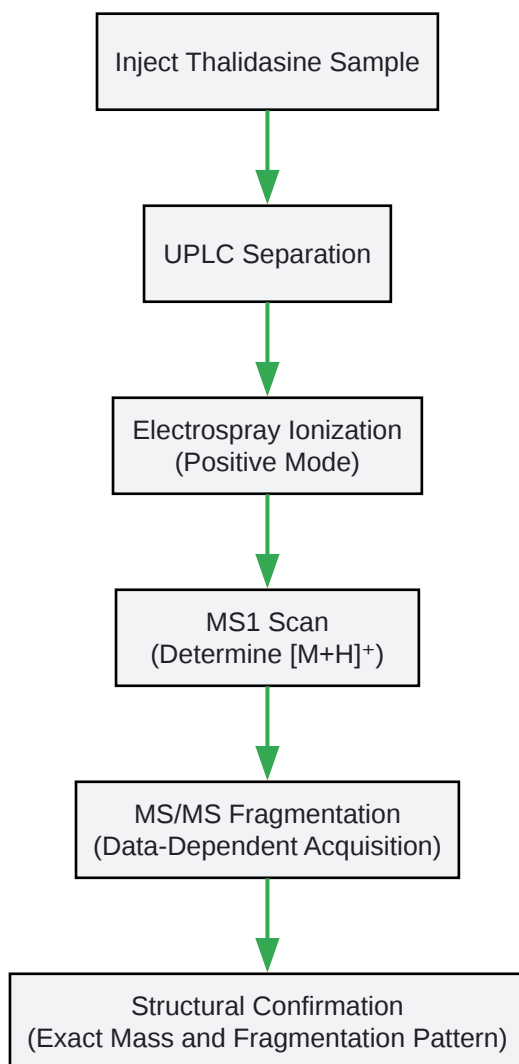 Inject Thalidasine Sample
UPLC Separation
Electrospray Ionization
(Positive Mode)
MS1 Scan
(Determine [M+H]⁺)
MS/MS Fragmentation
(Data-Dependent Acquisition)
Structural Confirmation
(Exact Mass and Fragmentation Pattern)